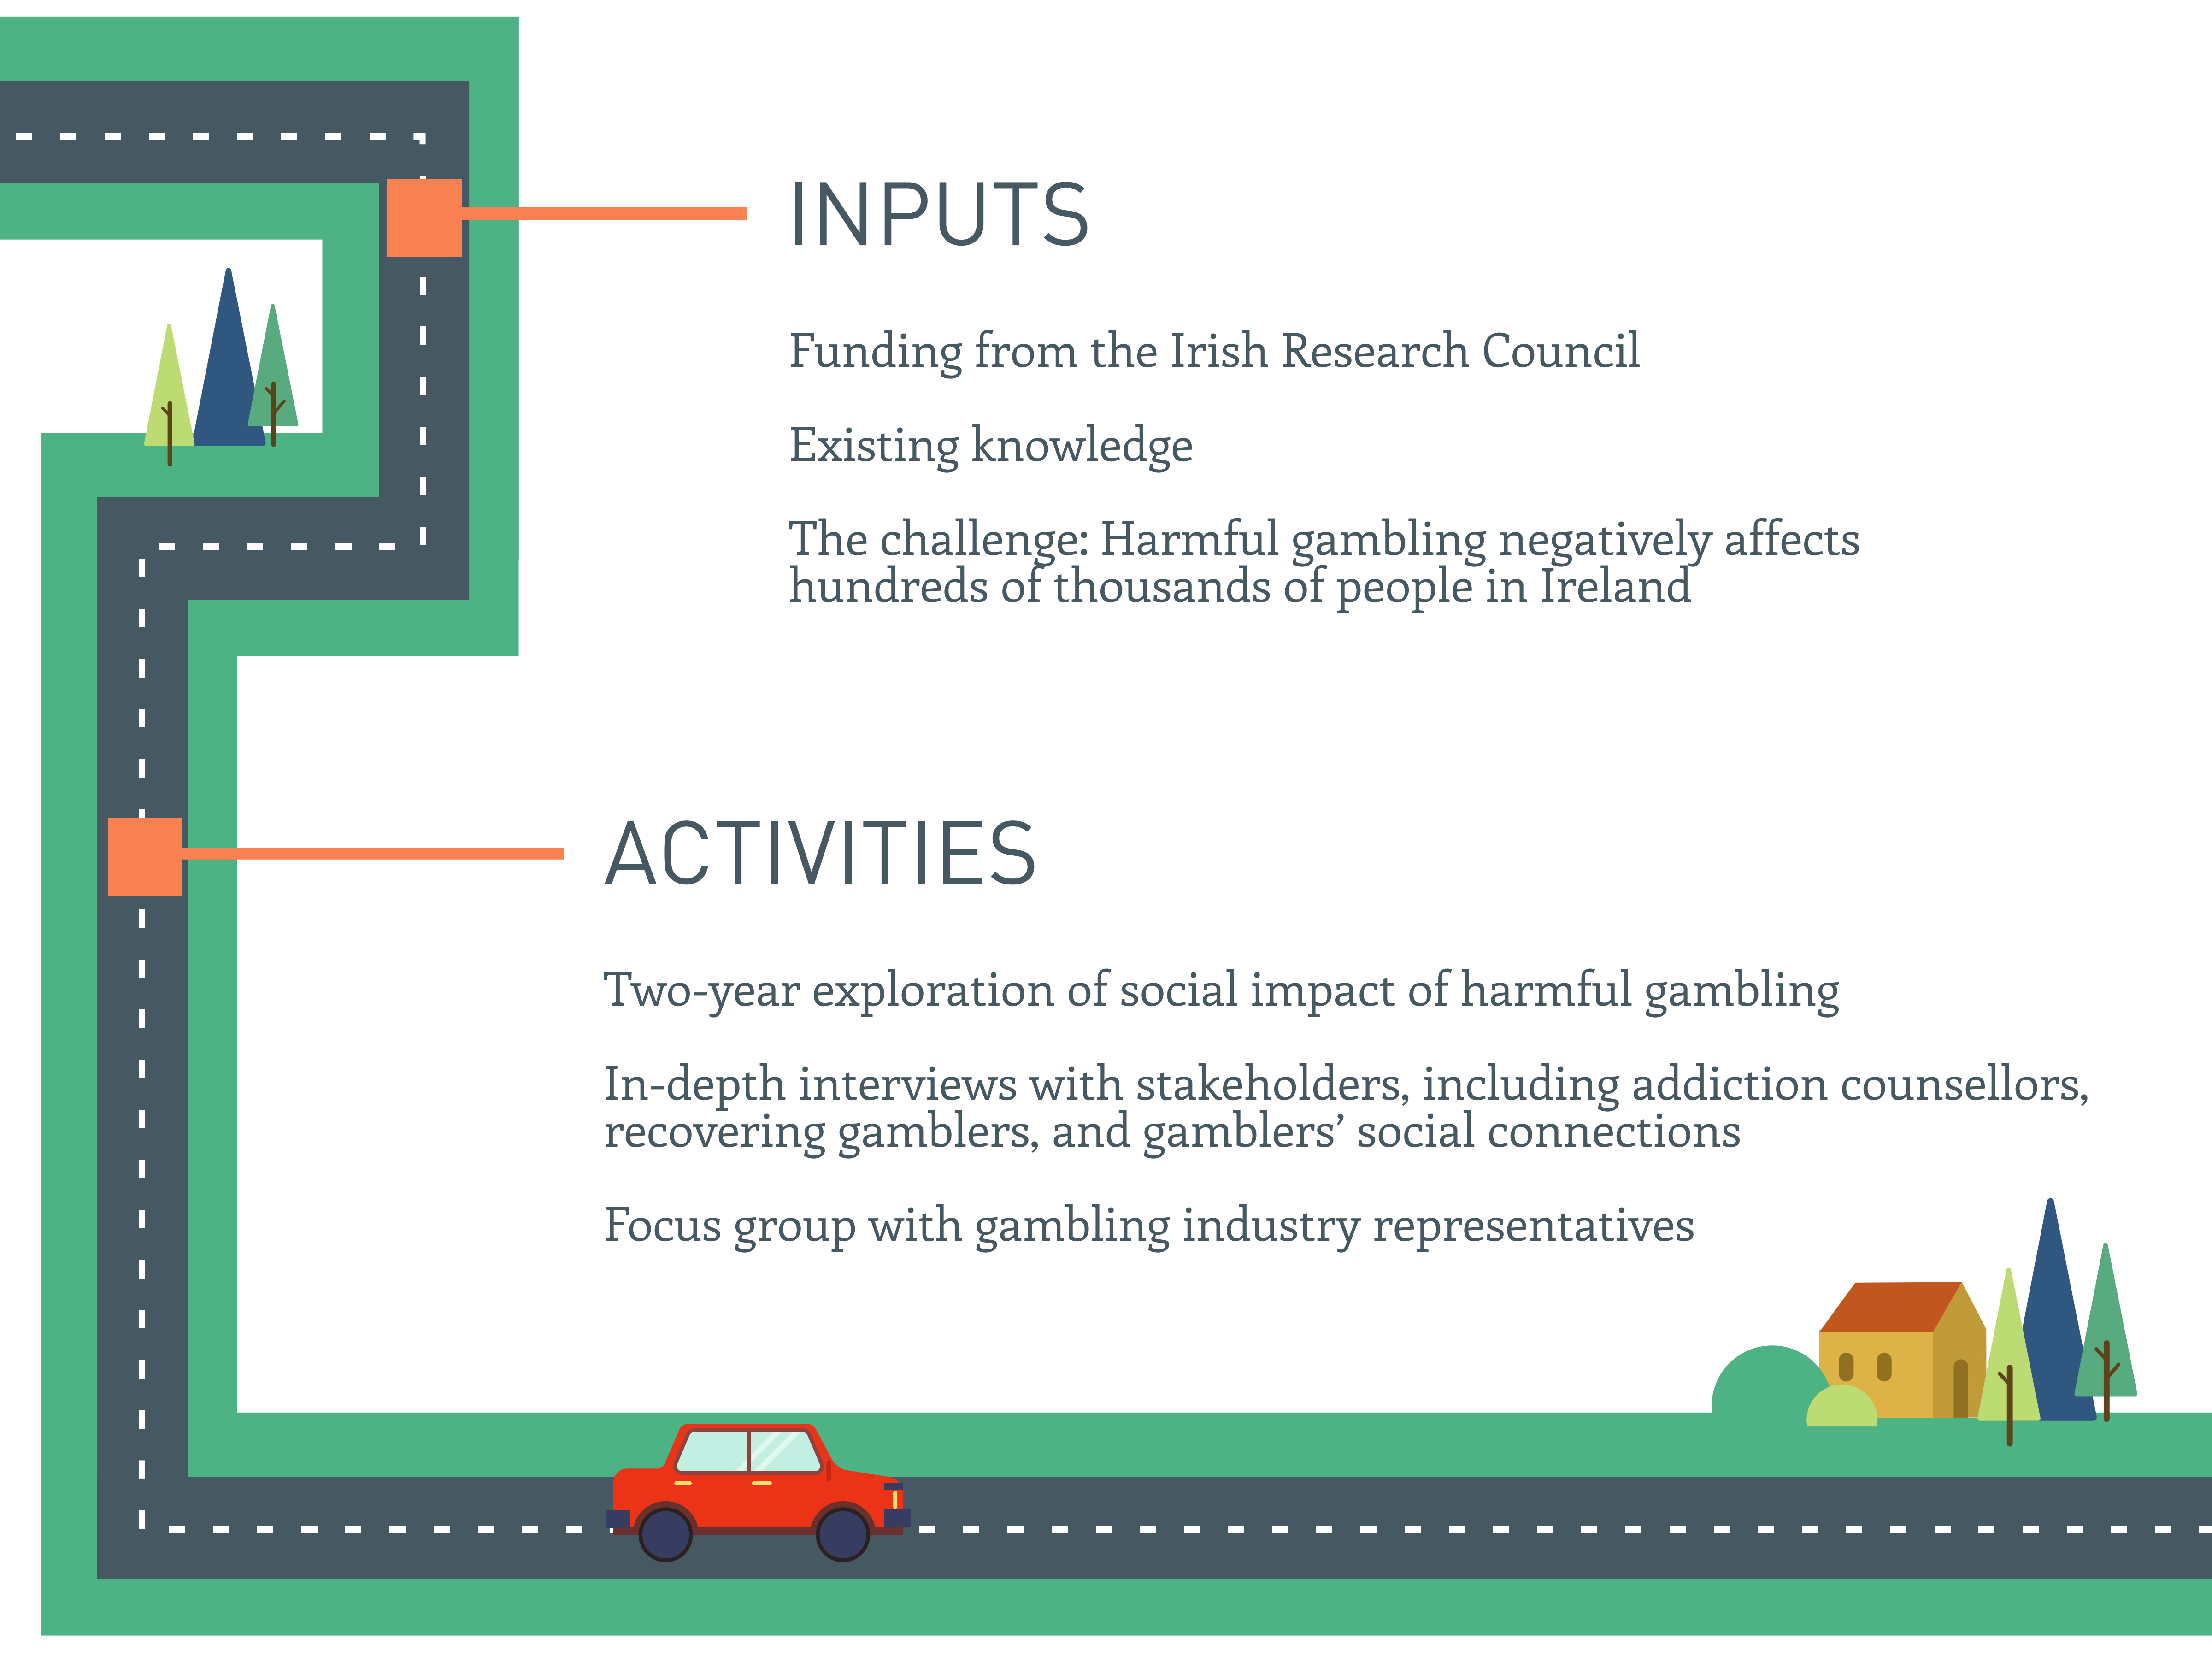 INPUTS
Funding from the Irish Research Council
Existing knowledge
The challenge: Harmful gambling negatively affects
hundreds of thousands of people in Ireland
ACTIVITIES
Two-year exploration of social impact of harmful gambling
In-depth interviews with stakeholders, including addiction counsellors,
recovering gamblers, and gamblers’ social connections
Focus group with gambling industry representatives